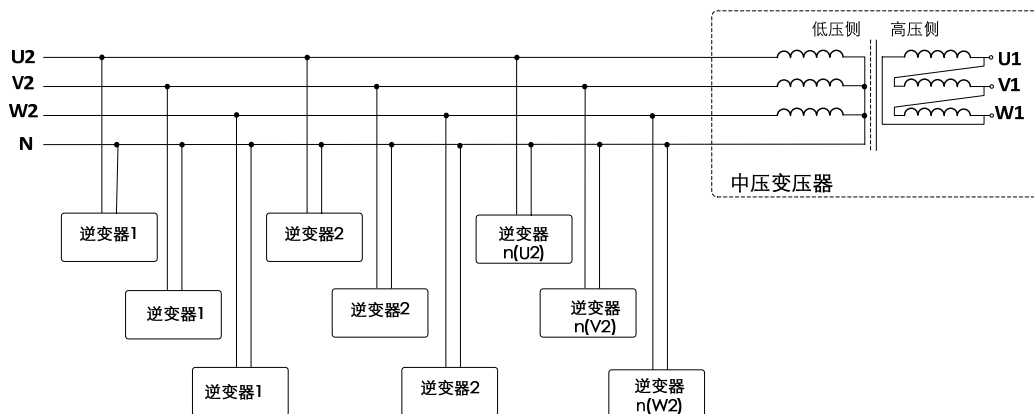 低压侧 高压侧
U2
U1
V2
V1
W2
W1
N
中压变压器
逆变器1
逆变器2
逆变器
n(U2)
逆变器1
逆变器2
逆变器
n(V2)
逆变器1
逆变器2
逆变器
n(W2)